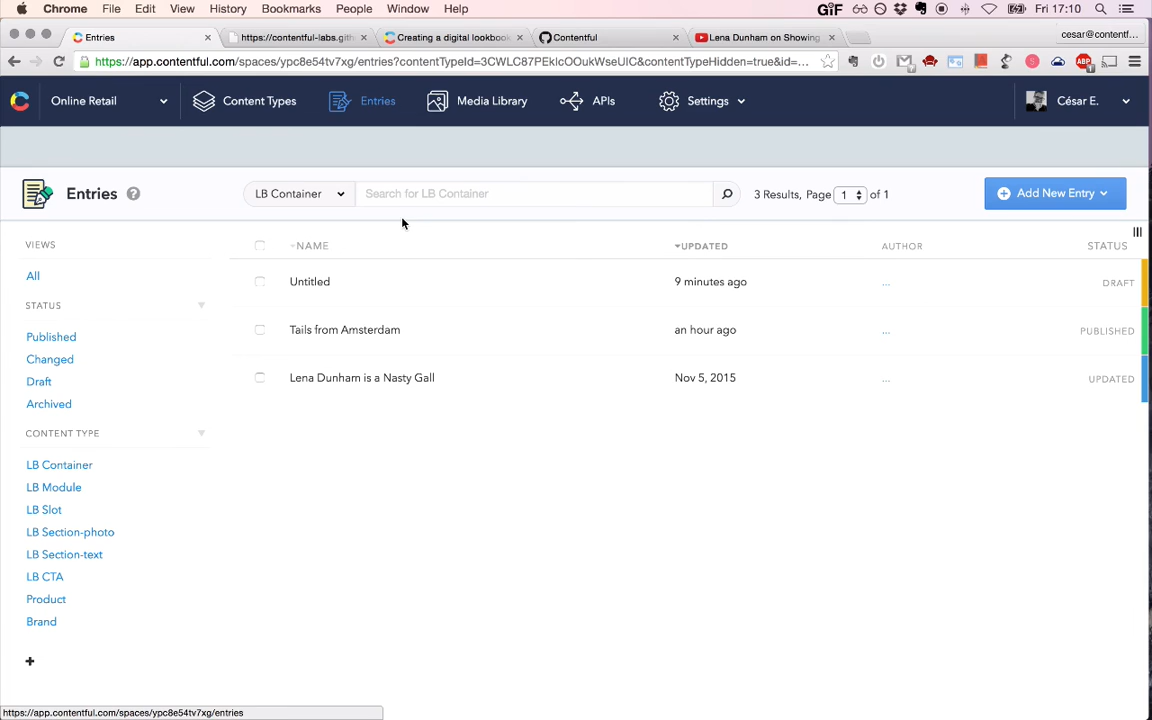 Chrome File Edit View History Bookmarks People Window Help GIF Fri 17:10
Entries https://contentful-labs.gith Creating a digital lookbook Contentful Lena Dunham on Showing cesar@contentf...
https://app.contentful.com/spaces/ypc8e54tv7xg/entries?contentTypeId=3CWLC87PEkIcOOukWseUIC&contentTypeHidden=true&id=...
Online Retail Content Types Entries Media Library APIs Settings César E.
Entries ? LB Container Search for LB Container 3 Results, Page 1 of 1 Add New Entry
VIEWS NAME UPDATED AUTHOR STATUS
All Untitled 9 minutes ago ... DRAFT
STATUS
Published Tails from Amsterdam an hour ago ... PUBLISHED
Changed
Draft Lena Dunham is a Nasty Gall Nov 5, 2015 ... UPDATED
Archived
CONTENT TYPE
LB Container
LB Module
LB Slot
LB Section-photo
LB Section-text
LB CTA
Product
Brand
+
https://app.contentful.com/spaces/ypc8e54tv7xg/entries